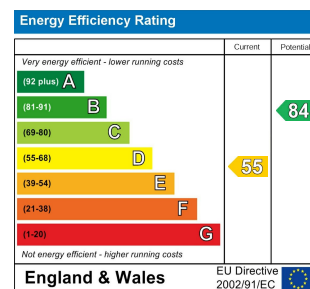 Energy Efficiency Rating
Current Potential
Very energy efficient - lower running costs
(92 plus) A
(81-91) B
84
(69-80) C
(55-68) D
55
(39-54) E
(21-38) F
(1-20) G
Not energy efficient - higher running costs
England & Wales
EU Directive
2002/91/EC